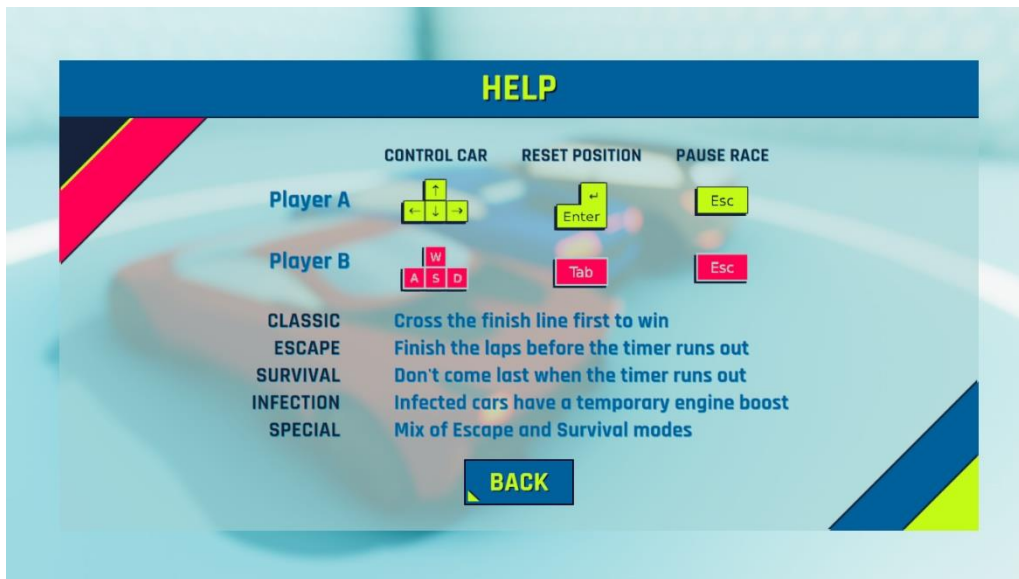 HELP
CONTROL CAR RESET POSITION PAUSE RACE
Player A ↑ ← ↓ → ↵ Enter Esc
Player B W A S D Tab Esc
CLASSIC Cross the finish line first to win
ESCAPE Finish the laps before the timer runs out
SURVIVAL Don't come last when the timer runs out
INFECTION Infected cars have a temporary engine boost
SPECIAL Mix of Escape and Survival modes
BACK